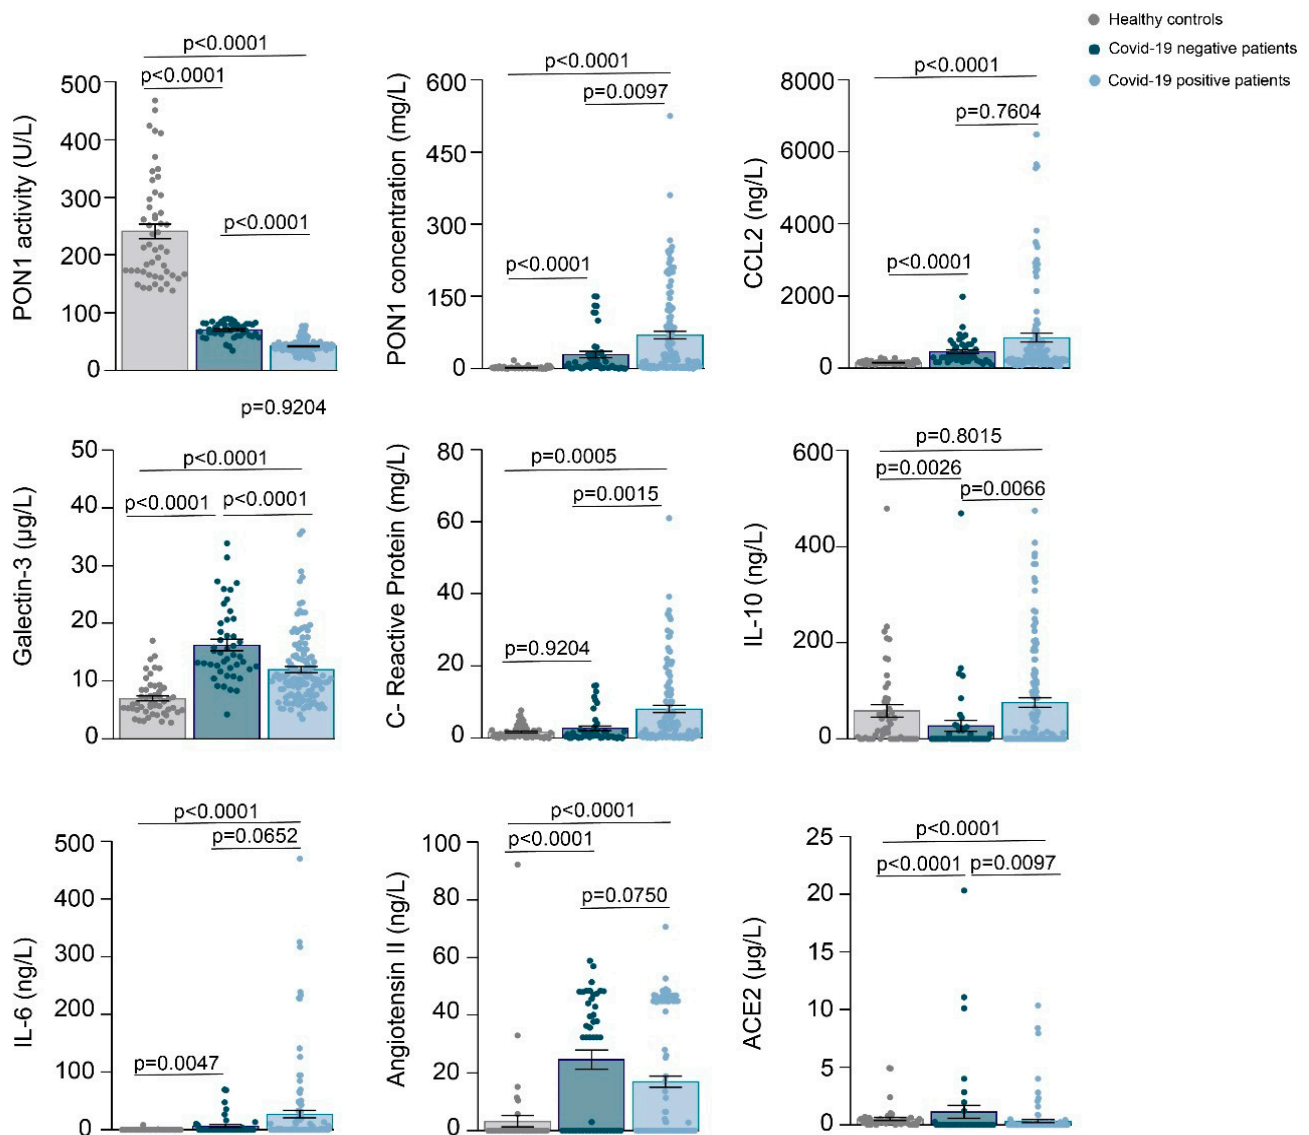 Healthy controls
Covid-19 negative patients
Covid-19 positive patients
PON1 activity (U/L)
500
400
300
200
100
0
p<0.0001
p<0.0001
p<0.0001
PON1 concentration (mg/L)
600
450
300
150
0
p<0.0001
p=0.0097
p<0.0001
CCL2 (ng/L)
8000
6000
4000
2000
0
p<0.0001
p=0.7604
p<0.0001
p=0.9204
Galectin-3 (µg/L)
50
40
30
20
10
0
p<0.0001
p<0.0001
p<0.0001
C- Reactive Protein (mg/L)
80
60
40
20
0
p=0.0005
p=0.0015
p=0.9204
IL-10 (ng/L)
600
400
200
0
p=0.8015
p=0.0026
p=0.0066
IL-6 (ng/L)
500
400
300
200
100
0
p<0.0001
p=0.0652
p=0.0047
Angiotensin II (ng/L)
100
80
60
40
20
0
p<0.0001
p<0.0001
p=0.0750
ACE2 (µg/L)
25
20
15
10
5
0
p<0.0001
p<0.0001
p=0.0097